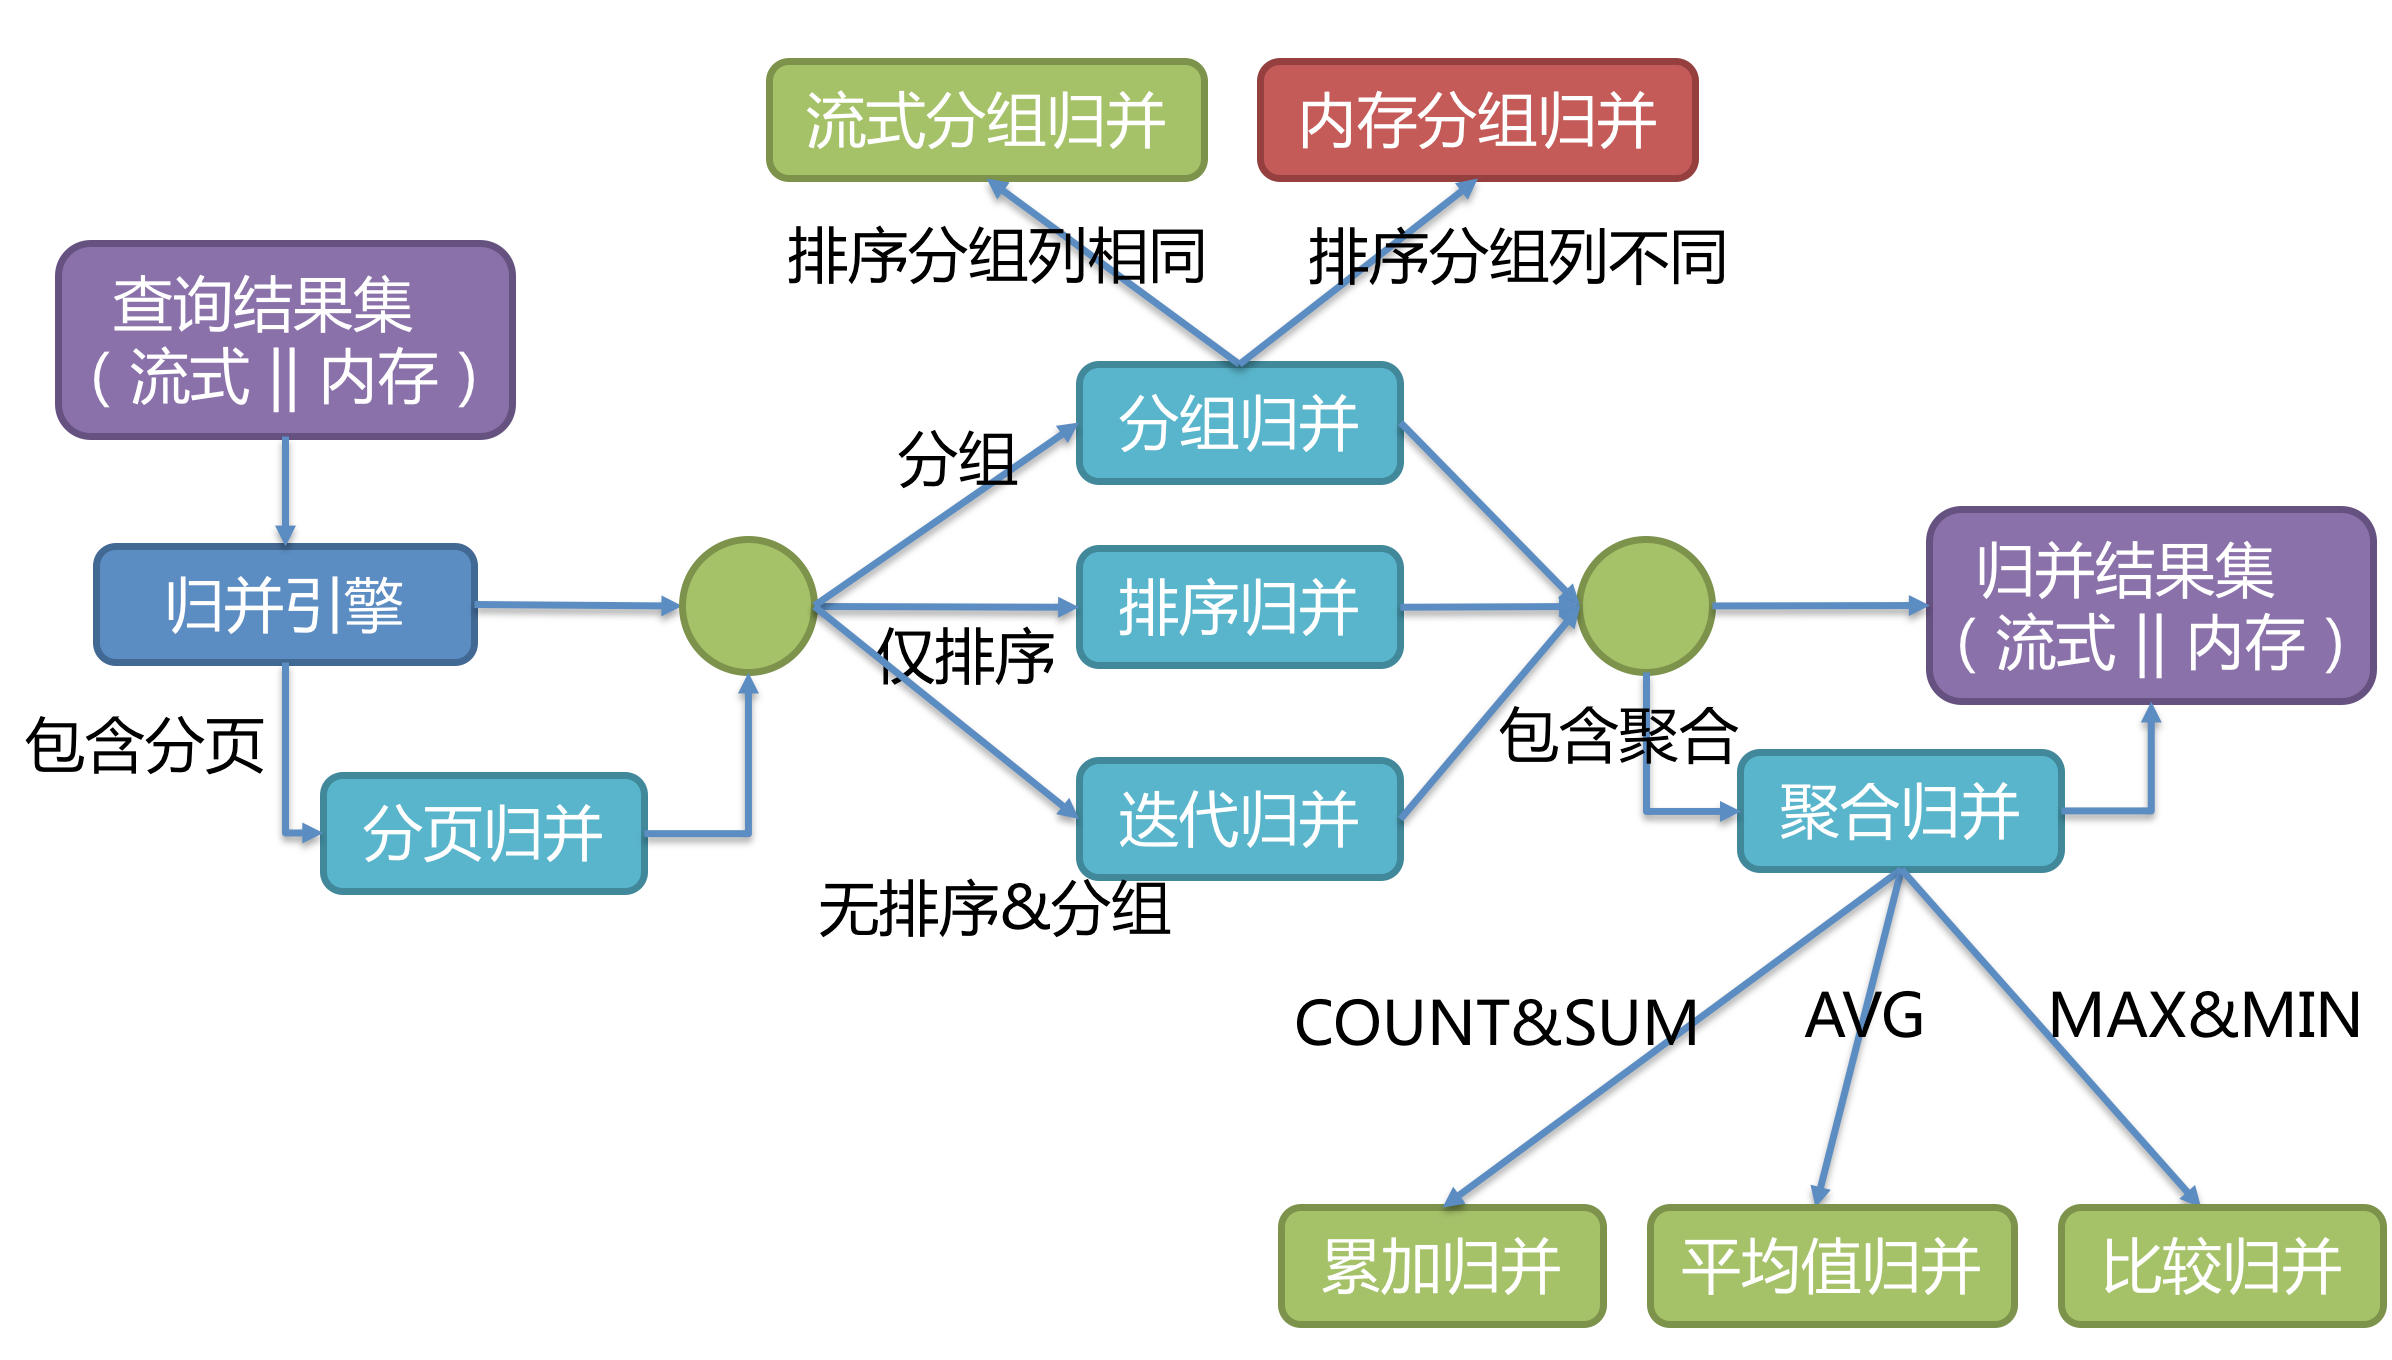 流式分组归并
内存分组归并
排序分组列相同
排序分组列不同
查询结果集
（流式 || 内存）
分组归并
分组
归并引擎
排序归并
仅排序
归并结果集
（流式 || 内存）
包含分页
包含聚合
分页归并
迭代归并
聚合归并
无排序&分组
COUNT&SUM
AVG
MAX&MIN
累加归并
平均值归并
比较归并